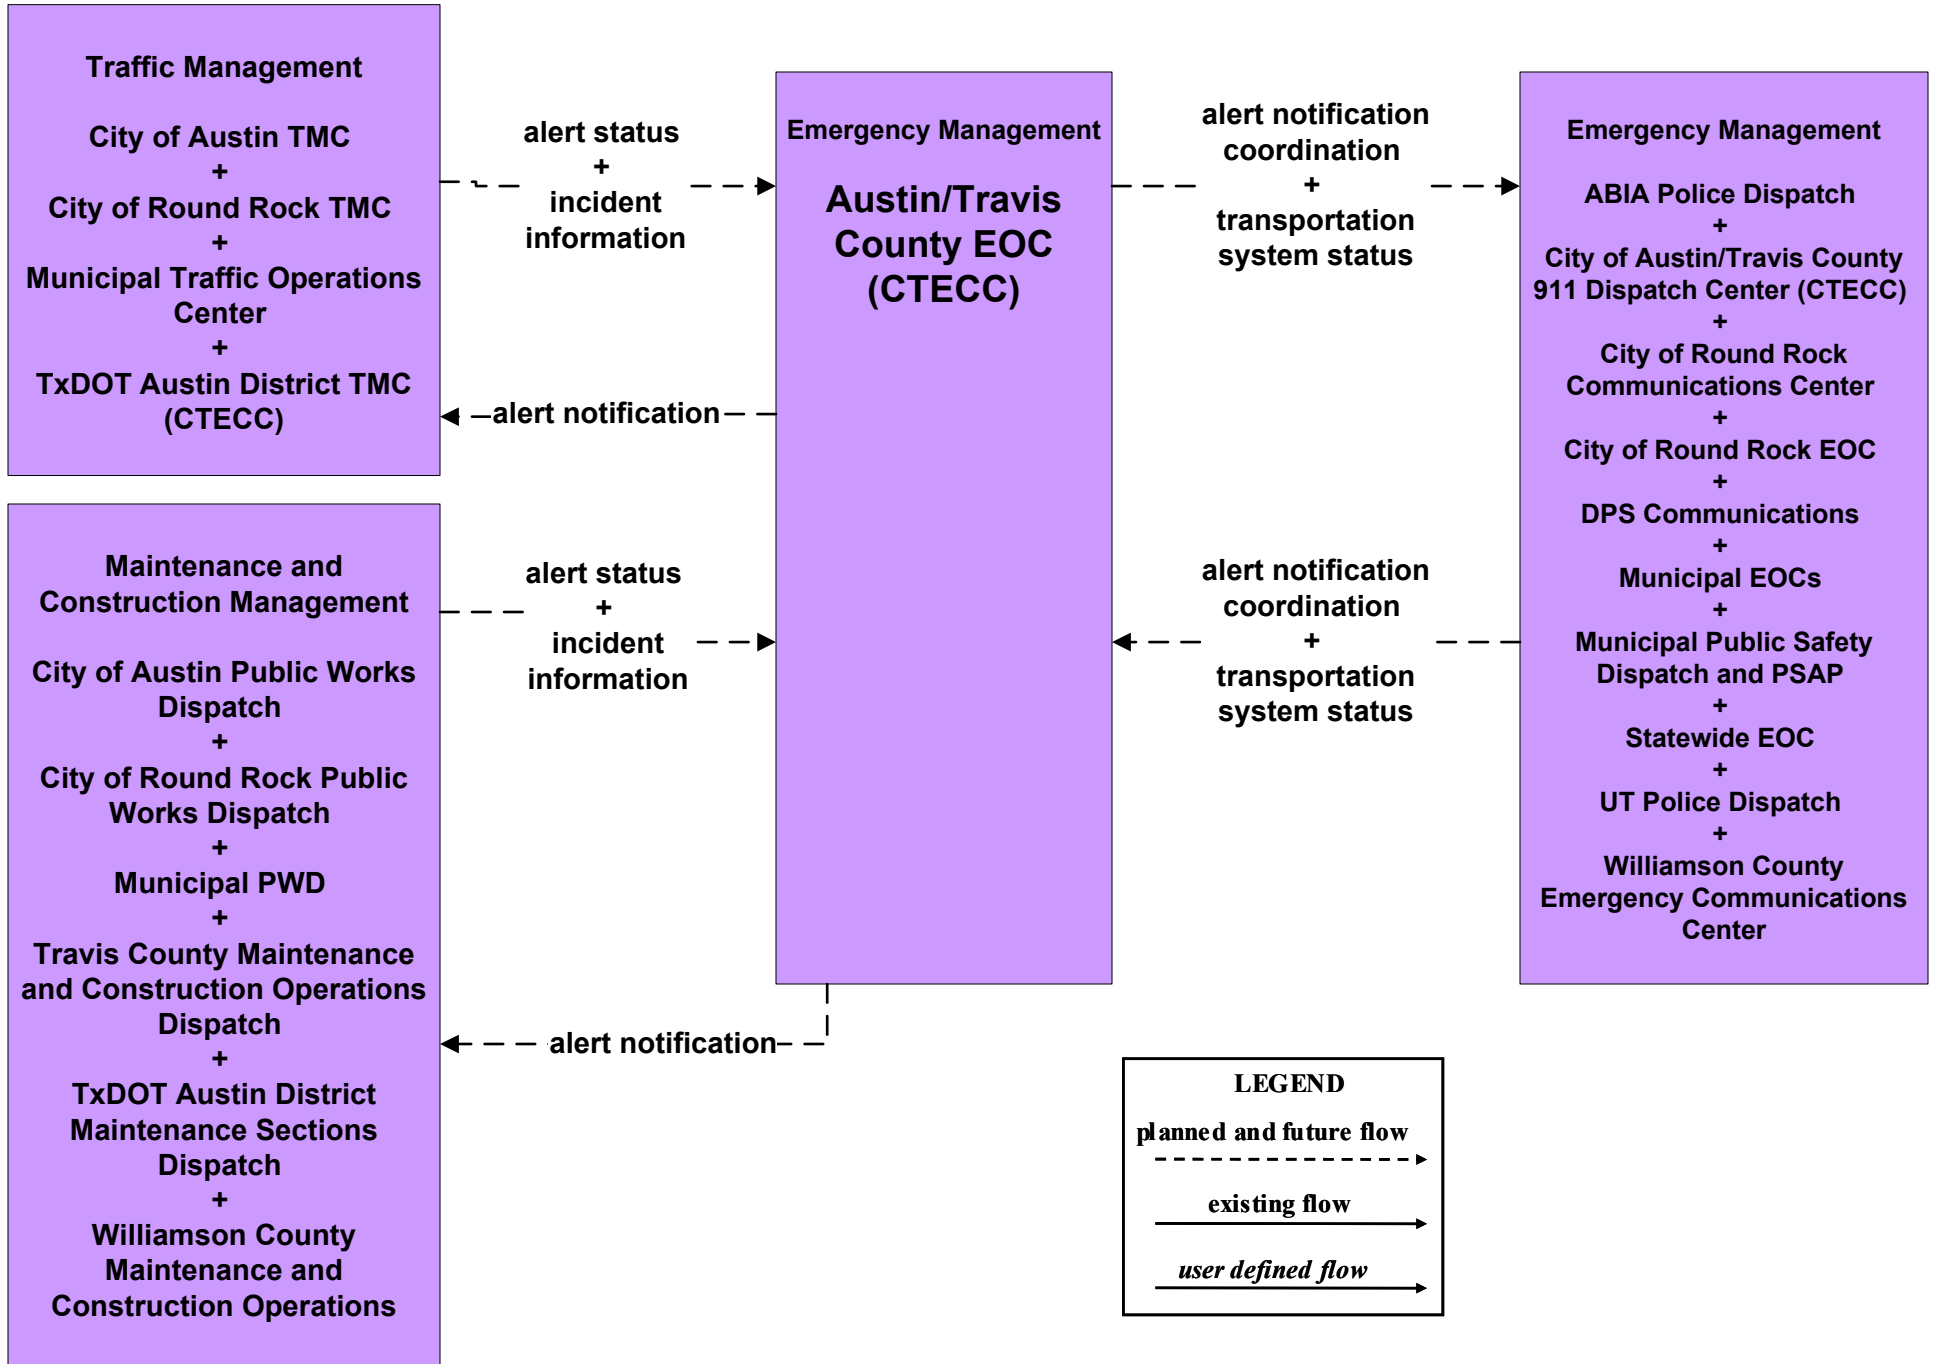 Traffic Management
City of Austin TMC
+
City of Round Rock TMC
+
Municipal Traffic Operations
Center
+
TxDOT Austin District TMC
(CTECC)
alert status
+
incident
information
alert notification
Emergency Management
Austin/Travis
County EOC
(CTECC)
alert notification
coordination
+
transportation
system status
alert notification
coordination
+
transportation
system status
Emergency Management
ABIA Police Dispatch
+
City of Austin/Travis County
911 Dispatch Center (CTECC)
+
City of Round Rock
Communications Center
+
City of Round Rock EOC
+
DPS Communications
+
Municipal EOCs
+
Municipal Public Safety
Dispatch and PSAP
+
Statewide EOC
+
UT Police Dispatch
+
Williamson County
Emergency Communications
Center
Maintenance and
Construction Management
City of Austin Public Works
Dispatch
+
City of Round Rock Public
Works Dispatch
+
Municipal PWD
+
Travis County Maintenance
and Construction Operations
Dispatch
+
TxDOT Austin District
Maintenance Sections
Dispatch
+
Williamson County
Maintenance and
Construction Operations
alert status
+
incident
information
alert notification
LEGEND
planned and future flow
existing flow
user defined flow